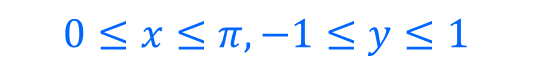 0 ≤ x ≤ π, −1 ≤ y ≤ 1